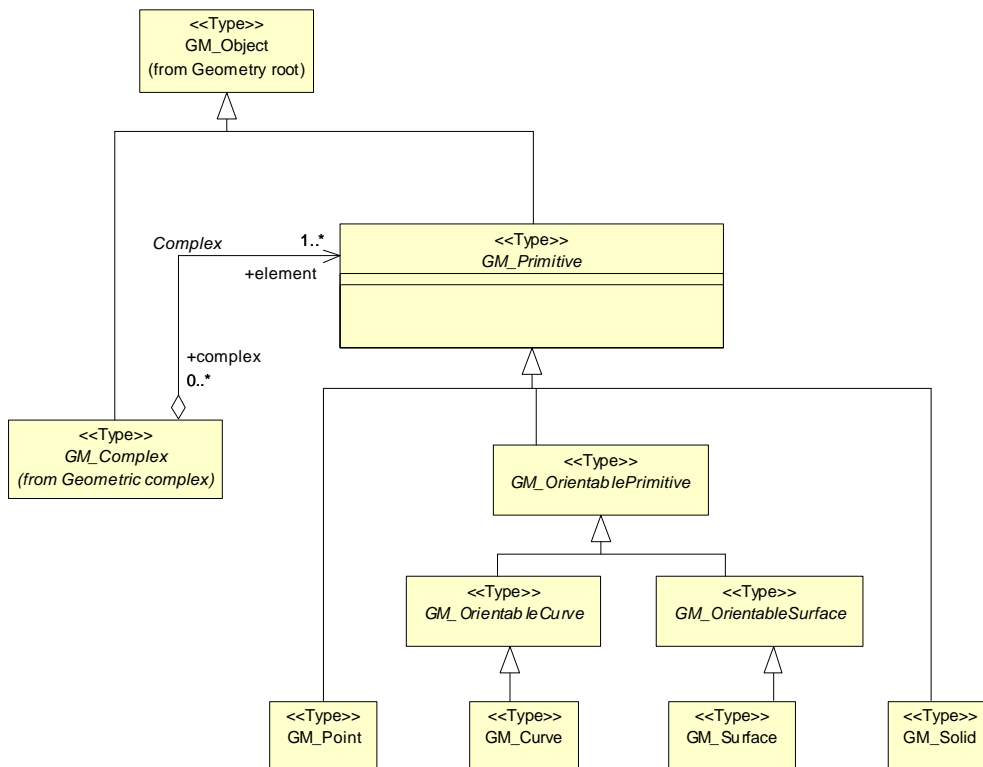 <<Type>>
GM_Object
(from Geometry root)
Complex
1..*
+element
<<Type>>
GM_Primitive
+complex
0..*
<<Type>>
GM_Complex
(from Geometric complex)
<<Type>>
GM_OrientablePrimitive
<<Type>>
GM_OrientableCurve
<<Type>>
GM_OrientableSurface
<<Type>>
GM_Point
<<Type>>
GM_Curve
<<Type>>
GM_Surface
<<Type>>
GM_Solid